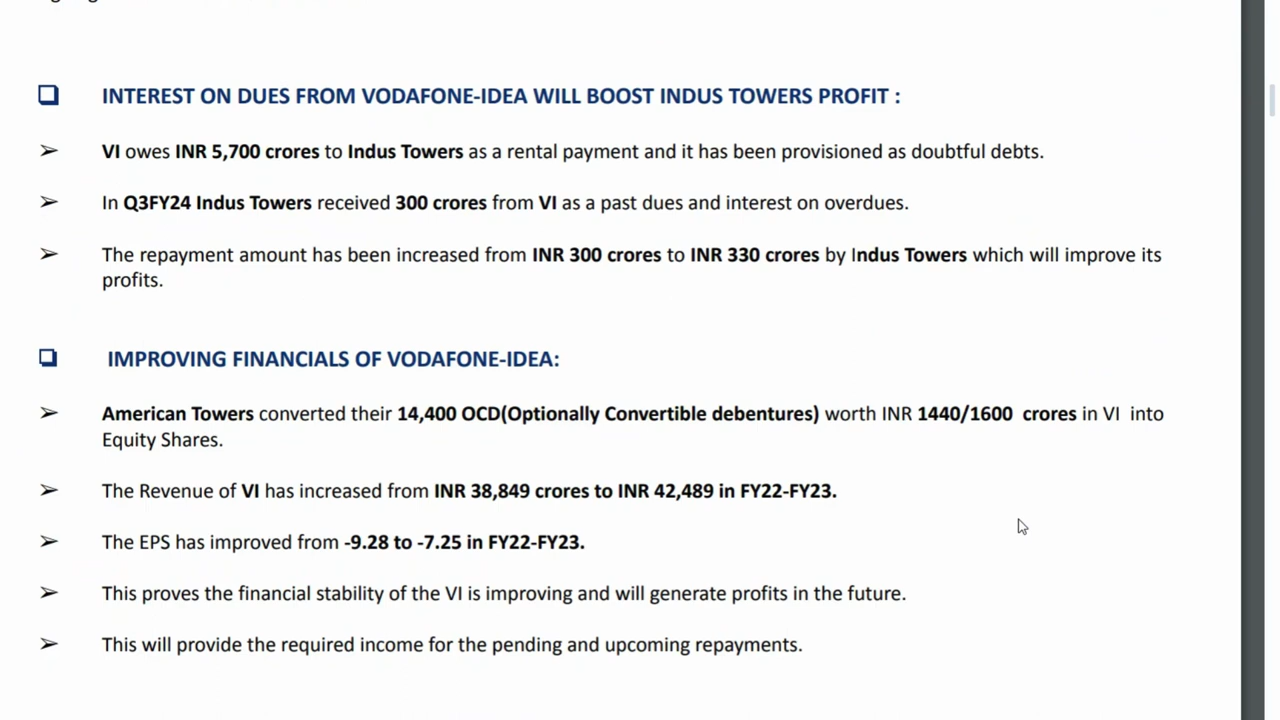 INTEREST ON DUES FROM VODAFONE-IDEA WILL BOOST INDUS TOWERS PROFIT :
VI owes INR 5,700 crores to Indus Towers as a rental payment and it has been provisioned as doubtful debts.
In Q3FY24 Indus Towers received 300 crores from VI as a past dues and interest on overdues.
The repayment amount has been increased from INR 300 crores to INR 330 crores by Indus Towers which will improve its
profits.
IMPROVING FINANCIALS OF VODAFONE-IDEA:
American Towers converted their 14,400 OCD(Optionally Convertible debentures) worth INR 1440/1600 crores in VI into
Equity Shares.
The Revenue of VI has increased from INR 38,849 crores to INR 42,489 in FY22-FY23.
The EPS has improved from -9.28 to -7.25 in FY22-FY23.
This proves the financial stability of the VI is improving and will generate profits in the future.
This will provide the required income for the pending and upcoming repayments.